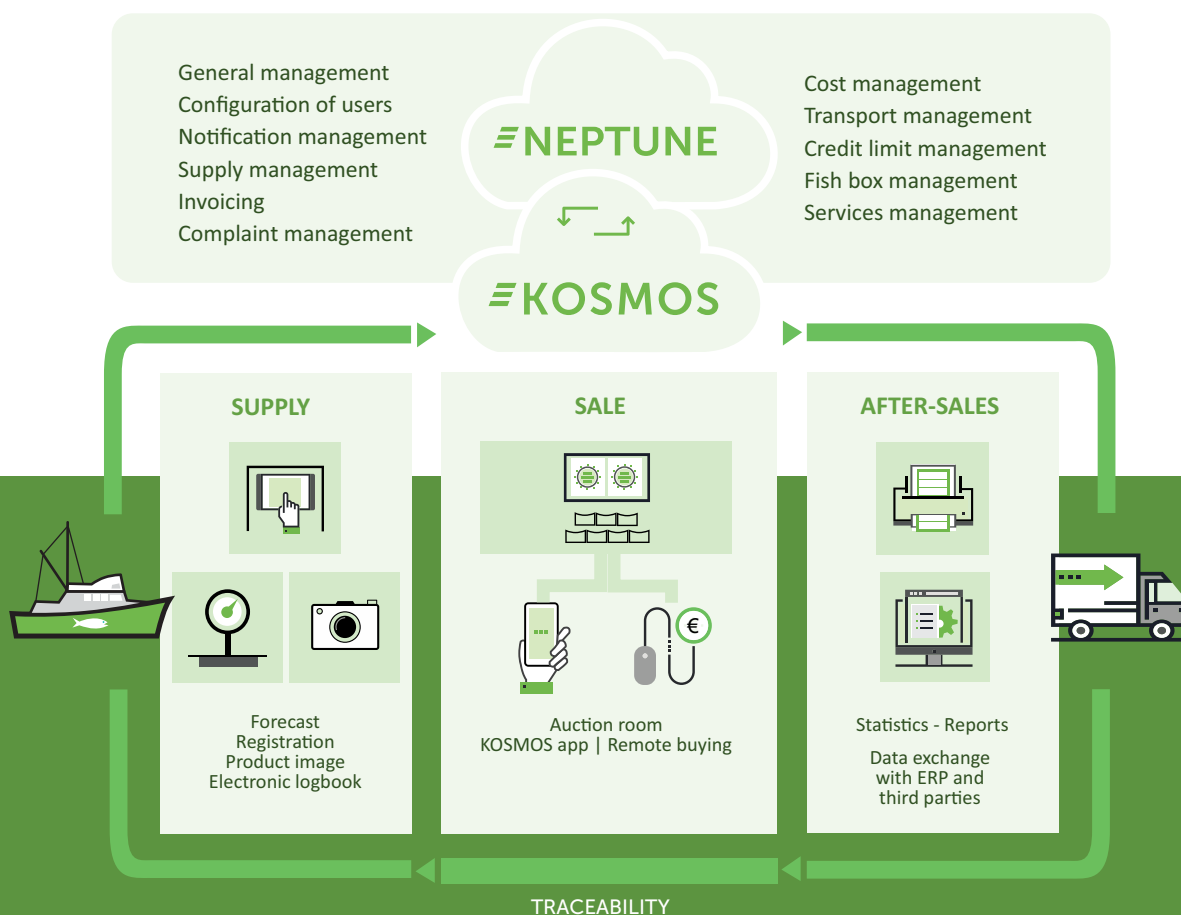 General management
Configuration of users
Notification management
Supply management
Invoicing
Complaint management
NEPTUNE
KOSMOS
Cost management
Transport management
Credit limit management
Fish box management
Services management
SUPPLY
Forecast
Registration
Product image
Electronic logbook
SALE
€
Auction room
KOSMOS app | Remote buying
AFTER-SALES
Statistics - Reports
Data exchange
with ERP and
third parties
TRACEABILITY